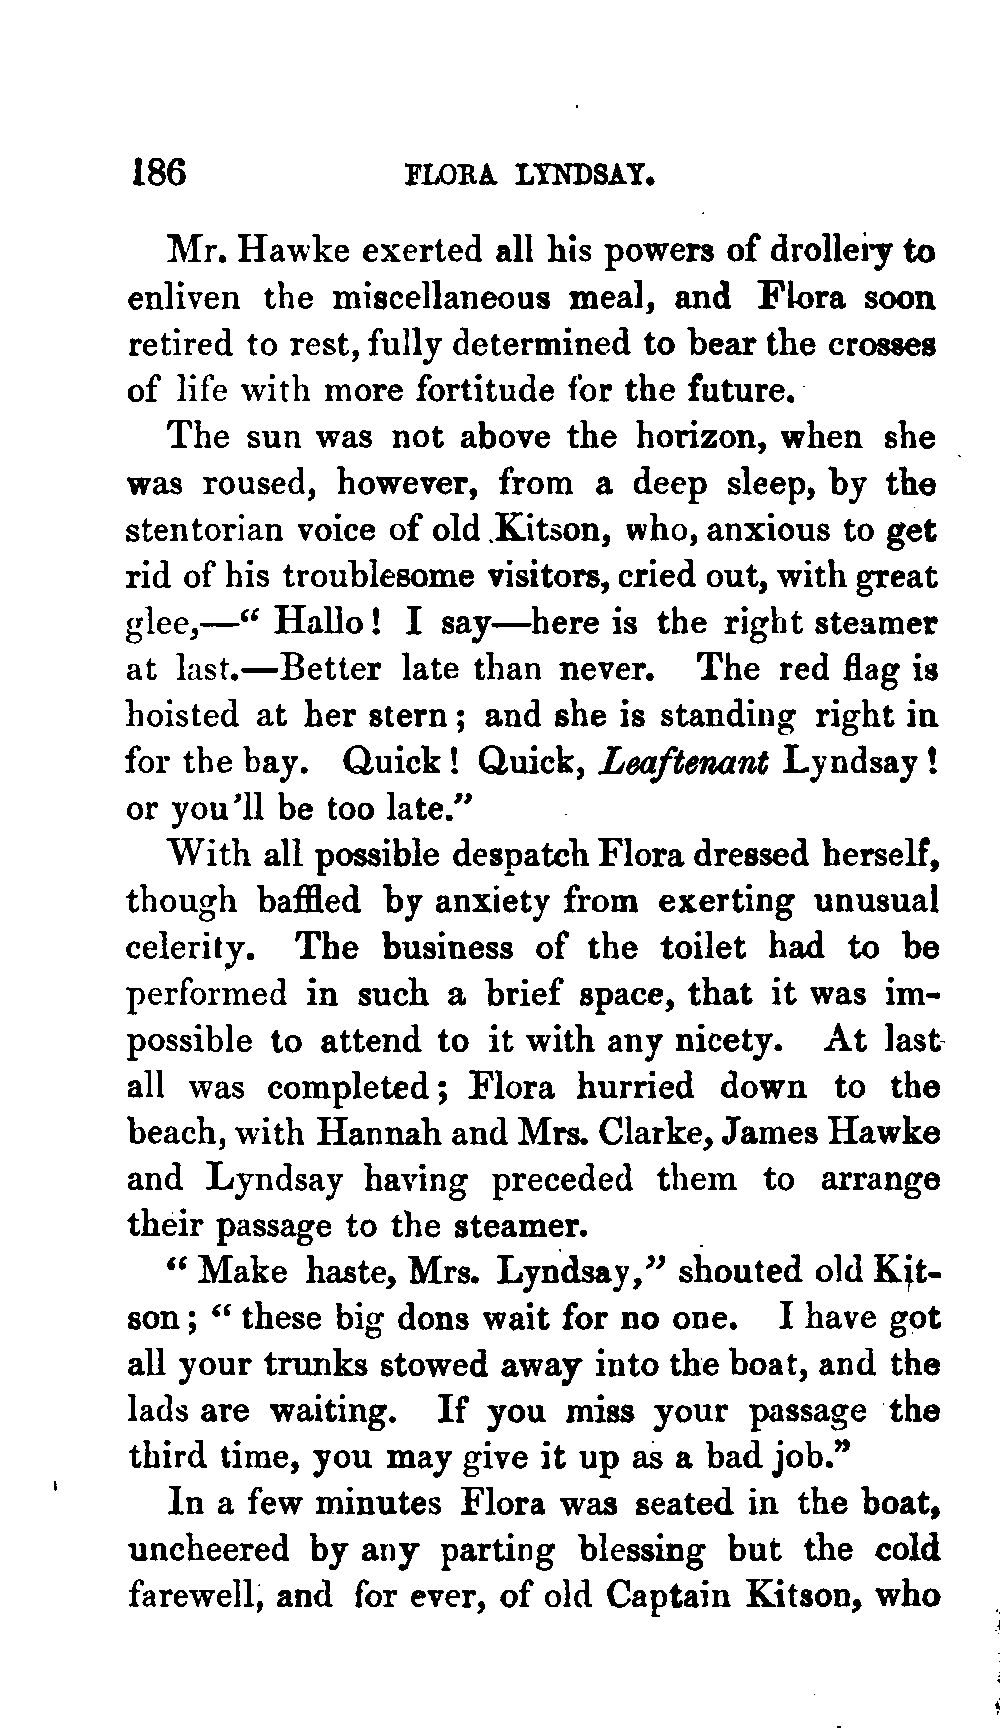 186 FLORA LYNDSAY.
Mr. Hawke exerted all his powers of drollery to
enliven the miscellaneous meal, and Flora soon
retired to rest, fully determined to bear the crosses
of life with more fortitude for the future.
The sun was not above the horizon, when she
was roused, however, from a deep sleep, by the
stentorian voice of old Kitson, who, anxious to get
rid of his troublesome visitors, cried out, with great
glee,—“ Hallo! I say—here is the right steamer
at last.—Better late than never. The red flag is
hoisted at her stern; and she is standing right in
for the bay. Quick! Quick, Leaftenant Lyndsay!
or you'll be too late.”
With all possible despatch Flora dressed herself,
though baffled by anxiety from exerting unusual
celerity. The business of the toilet had to be
performed in such a brief space, that it was im-
possible to attend to it with any nicety. At last
all was completed; Flora hurried down to the
beach, with Hannah and Mrs. Clarke, James Hawke
and Lyndsay having preceded them to arrange
their passage to the steamer.
“ Make haste, Mrs. Lyndsay,” shouted old Kit-
son; “ these big dons wait for no one. I have got
all your trunks stowed away into the boat, and the
lads are waiting. If you miss your passage the
third time, you may give it up as a bad job.”
In a few minutes Flora was seated in the boat,
uncheered by any parting blessing but the cold
farewell, and for ever, of old Captain Kitson, who